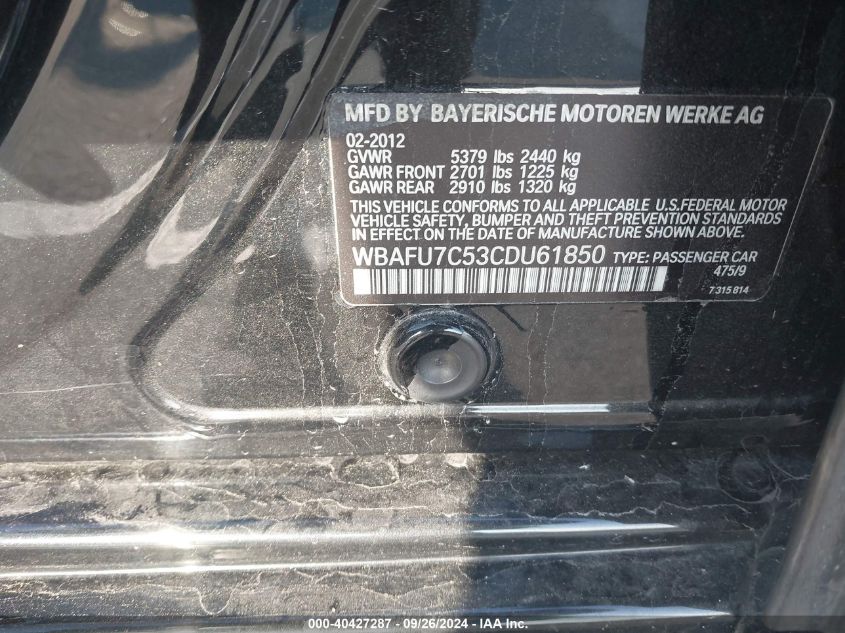 MFD BY BAYERISCHE MOTOREN WERKE AG
02-2012
GVWR 5379 lbs 2440 kg
GAWR FRONT 2701 lbs 1225 kg
GAWR REAR 2910 lbs 1320 kg
THIS VEHICLE CONFORMS TO ALL APPLICABLE U.S.FEDERAL MOTOR
VEHICLE SAFETY, BUMPER AND THEFT PREVENTION STANDARDS
IN EFFECT ON THE DATE OF MANUFACTURE SHOWN ABOVE.
WBAFU7C53CDU61850 TYPE: PASSENGER CAR
475/9
7 315 814
000-40427287 - 09/26/2024 - IAA Inc.